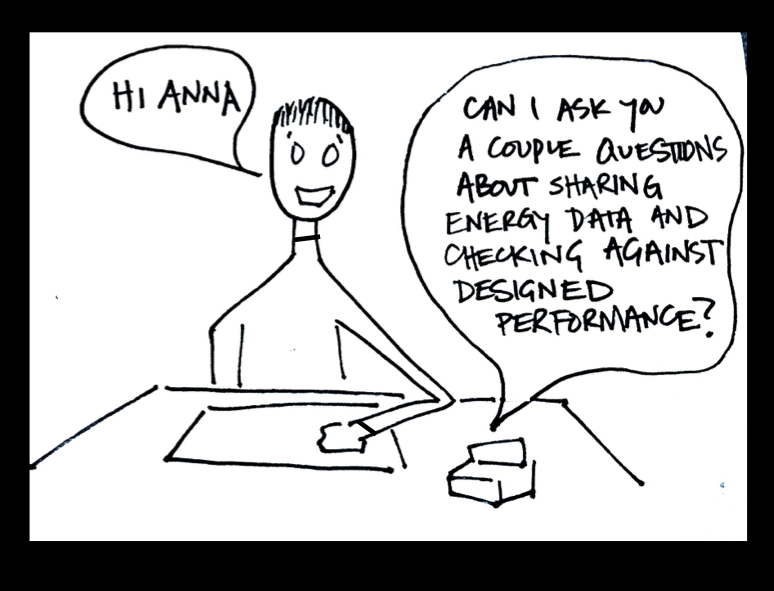 HI ANNA
CAN I ASK YOU
A COUPLE QUESTIONS
ABOUT SHARING
ENERGY DATA AND
CHECKING AGAINST
DESIGNED
PERFORMANCE?